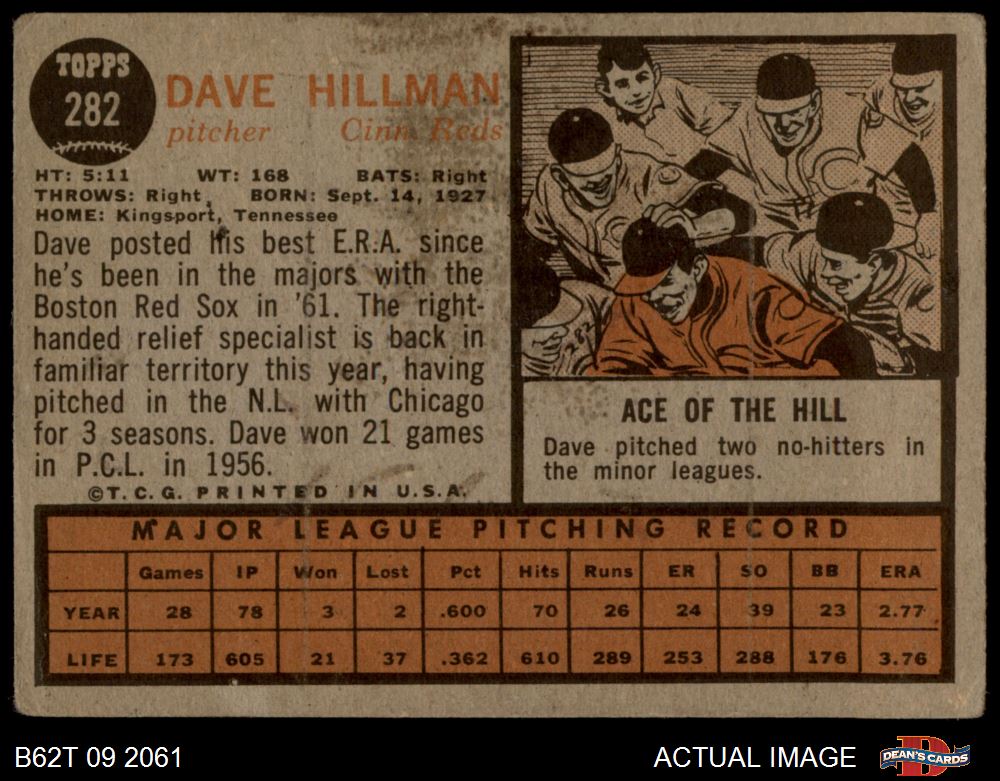 TOPPS
282
DAVE HILLMAN
pitcher Cinn. Reds
HT: 5:11 WT: 168 BATS: Right
THROWS: Right BORN: Sept. 14, 1927
HOME: Kingsport, Tennessee
Dave posted his best E.R.A. since
he's been in the majors with the
Boston Red Sox in '61. The right-
handed relief specialist is back in
familiar territory this year, having
pitched in the N.L. with Chicago
for 3 seasons. Dave won 21 games
in P.C.L. in 1956.
©T.C.G. PRINTED IN U.S.A.
282
ACE OF THE HILL
Dave pitched two no-hitters in
the minor leagues.
MAJOR LEAGUE PITCHING RECORD
Games IP Won Lost Pct Hits Runs ER SO BB ERA
YEAR 28 78 3 2 .600 70 26 24 39 23 2.77
LIFE 173 605 21 37 .362 610 289 253 288 176 3.76
B62T 09 2061 ACTUAL IMAGE DEAN'S CARDS